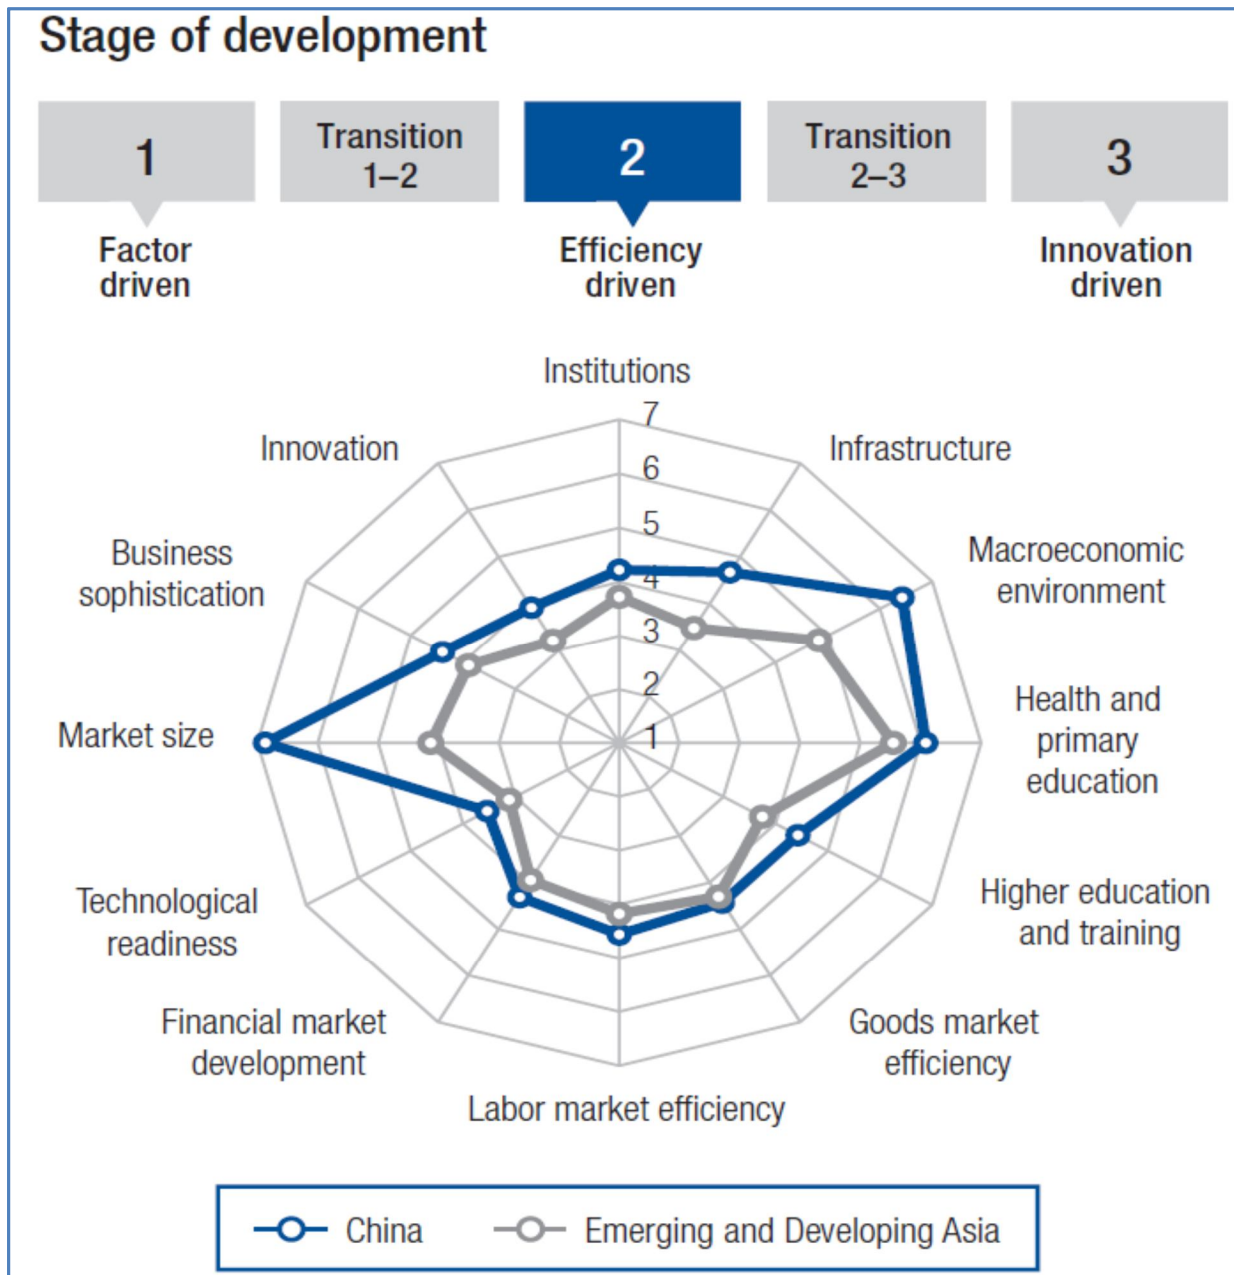 Stage of development
1
Transition
1–2
2
Transition
2–3
3
Factor
driven
Efficiency
driven
Innovation
driven
Institutions
Infrastructure
Macroeconomic
environment
Health and
primary
education
Higher education
and training
Goods market
efficiency
Labor market efficiency
Financial market
development
Technological
readiness
Market size
Business
sophistication
Innovation
7
6
5
4
3
2
1
China
Emerging and Developing Asia